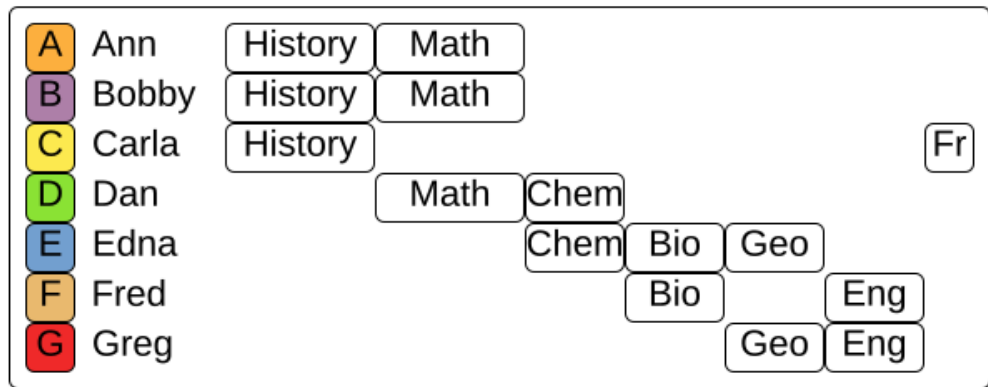 A Ann History Math
B Bobby History Math
C Carla History Fr
D Dan Math Chem
E Edna Chem Bio Geo
F Fred Bio Eng
G Greg Geo Eng